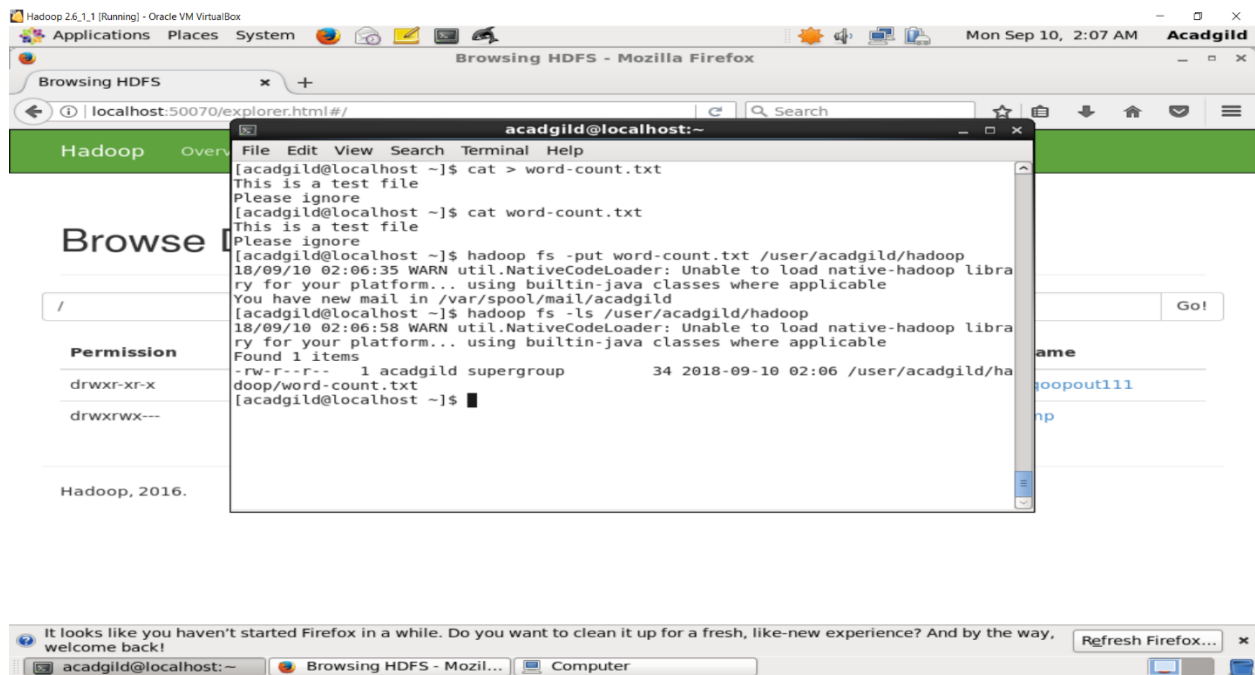 Hadoop 2.6_1_1 [Running] - Oracle VM VirtualBox
Applications Places System Mon Sep 10, 2:07 AM Acadgild
Browsing HDFS - Mozilla Firefox
Browsing HDFS
localhost:50070/explorer.html#/ Search
acadgild@localhost:~
Hadoop
File Edit View Search Terminal Help
[acadgild@localhost ~]$ cat > word-count.txt
This is a test file
Please ignore
[acadgild@localhost ~]$ cat word-count.txt
This is a test file
Please ignore
Browse
[acadgild@localhost ~]$ hadoop fs -put word-count.txt /user/acadgild/hadoop
18/09/10 02:06:35 WARN util.NativeCodeLoader: Unable to load native-hadoop libra
ry for your platform... using builtin-java classes where applicable
You have new mail in /var/spool/mail/acadgild
/ Go!
[acadgild@localhost ~]$ hadoop fs -ls /user/acadgild/hadoop
18/09/10 02:06:58 WARN util.NativeCodeLoader: Unable to load native-hadoop libra
ry for your platform... using builtin-java classes where applicable
Found 1 items
-rw-r--r-- 1 acadgild supergroup 34 2018-09-10 02:06 /user/acadgild/ha
doop/word-count.txt
[acadgild@localhost ~]$
Permission ame
drwxr-xr-x qoopout111
drwxrwx--- mp
Hadoop, 2016.
It looks like you haven't started Firefox in a while. Do you want to clean it up for a fresh, like-new experience? And by the way,
welcome back!
Refresh Firefox...
acadgild@localhost:~ Browsing HDFS - Mozil... Computer